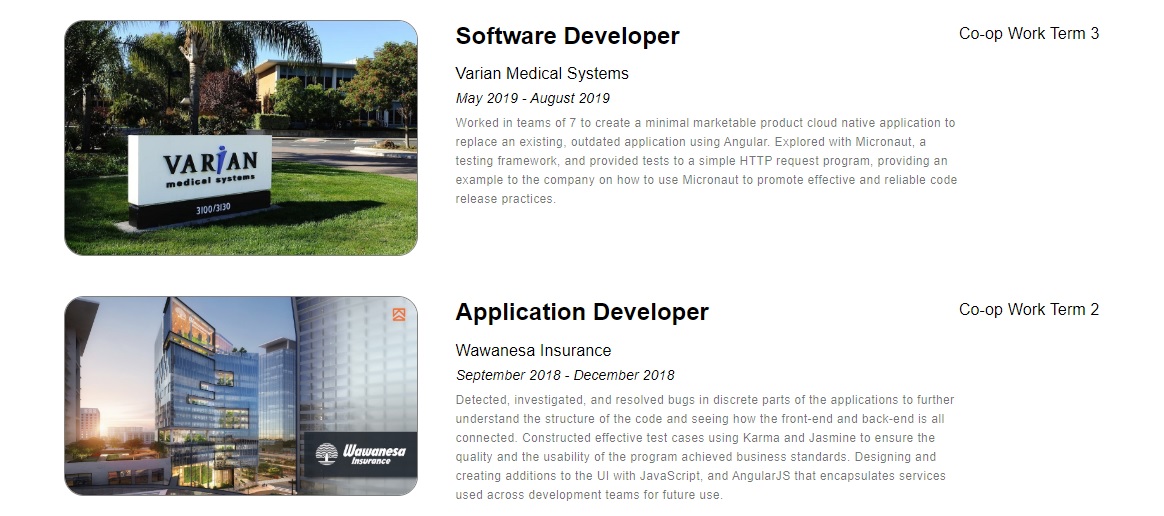 Software Developer
Co-op Work Term 3
Varian Medical Systems
May 2019 - August 2019
Worked in teams of 7 to create a minimal marketable product cloud native application to
replace an existing, outdated application using Angular. Explored with Micronaut, a
testing framework, and provided tests to a simple HTTP request program, providing an
example to the company on how to use Micronaut to promote effective and reliable code
release practices.
VARIAN
medical systems
3100/3130
Application Developer
Co-op Work Term 2
Wawanesa Insurance
September 2018 - December 2018
Detected, investigated, and resolved bugs in discrete parts of the applications to further
understand the structure of the code and seeing how the front-end and back-end is all
connected. Constructed effective test cases using Karma and Jasmine to ensure the
quality and the usability of the program achieved business standards. Designing and
creating additions to the UI with JavaScript, and AngularJS that encapsulates services
used across development teams for future use.
Wawanesa
Insurance